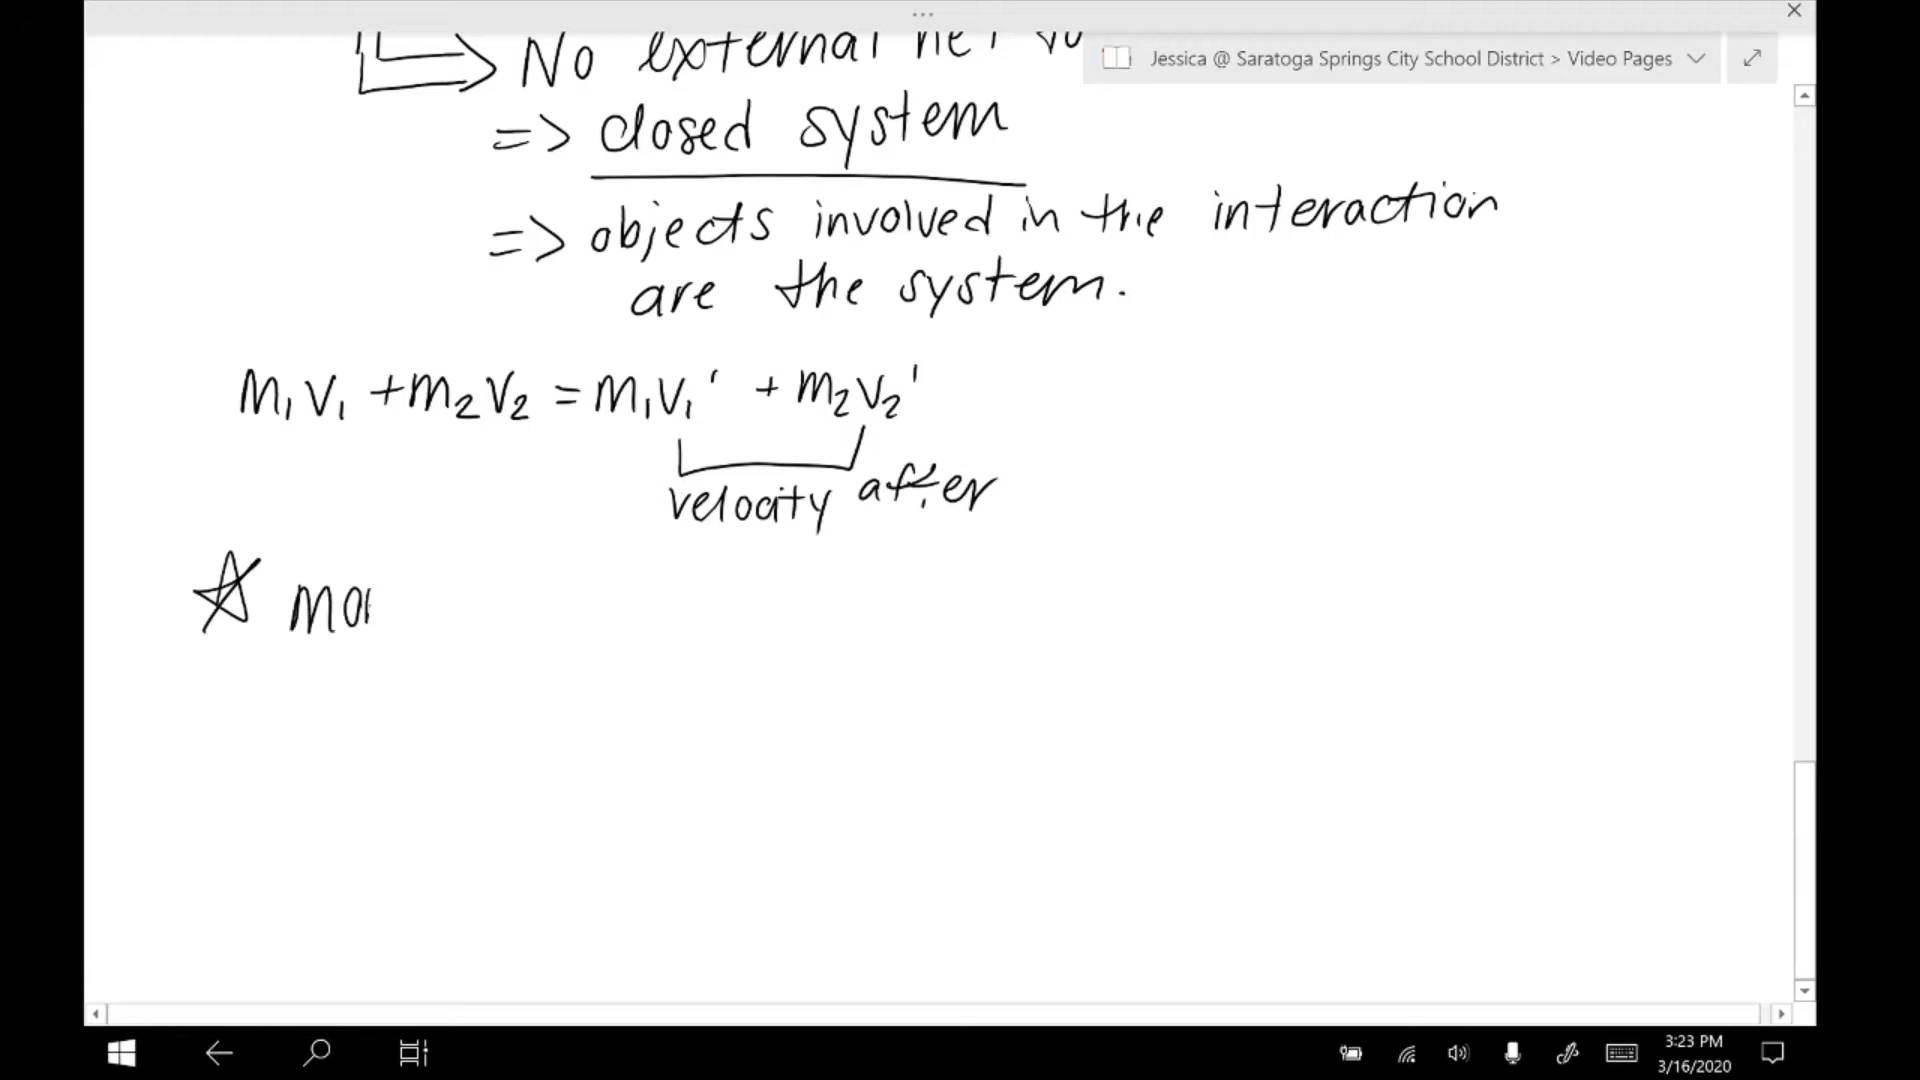 ...
Jessica @ Saratoga Springs City School District > Video Pages
No external net
=> closed system
=> objects involved in the interaction
are the system.
m₁v₁ + m₂v₂ = m₁v₁' + m₂v₂'
velocity after
3:23 PM
3/16/2020